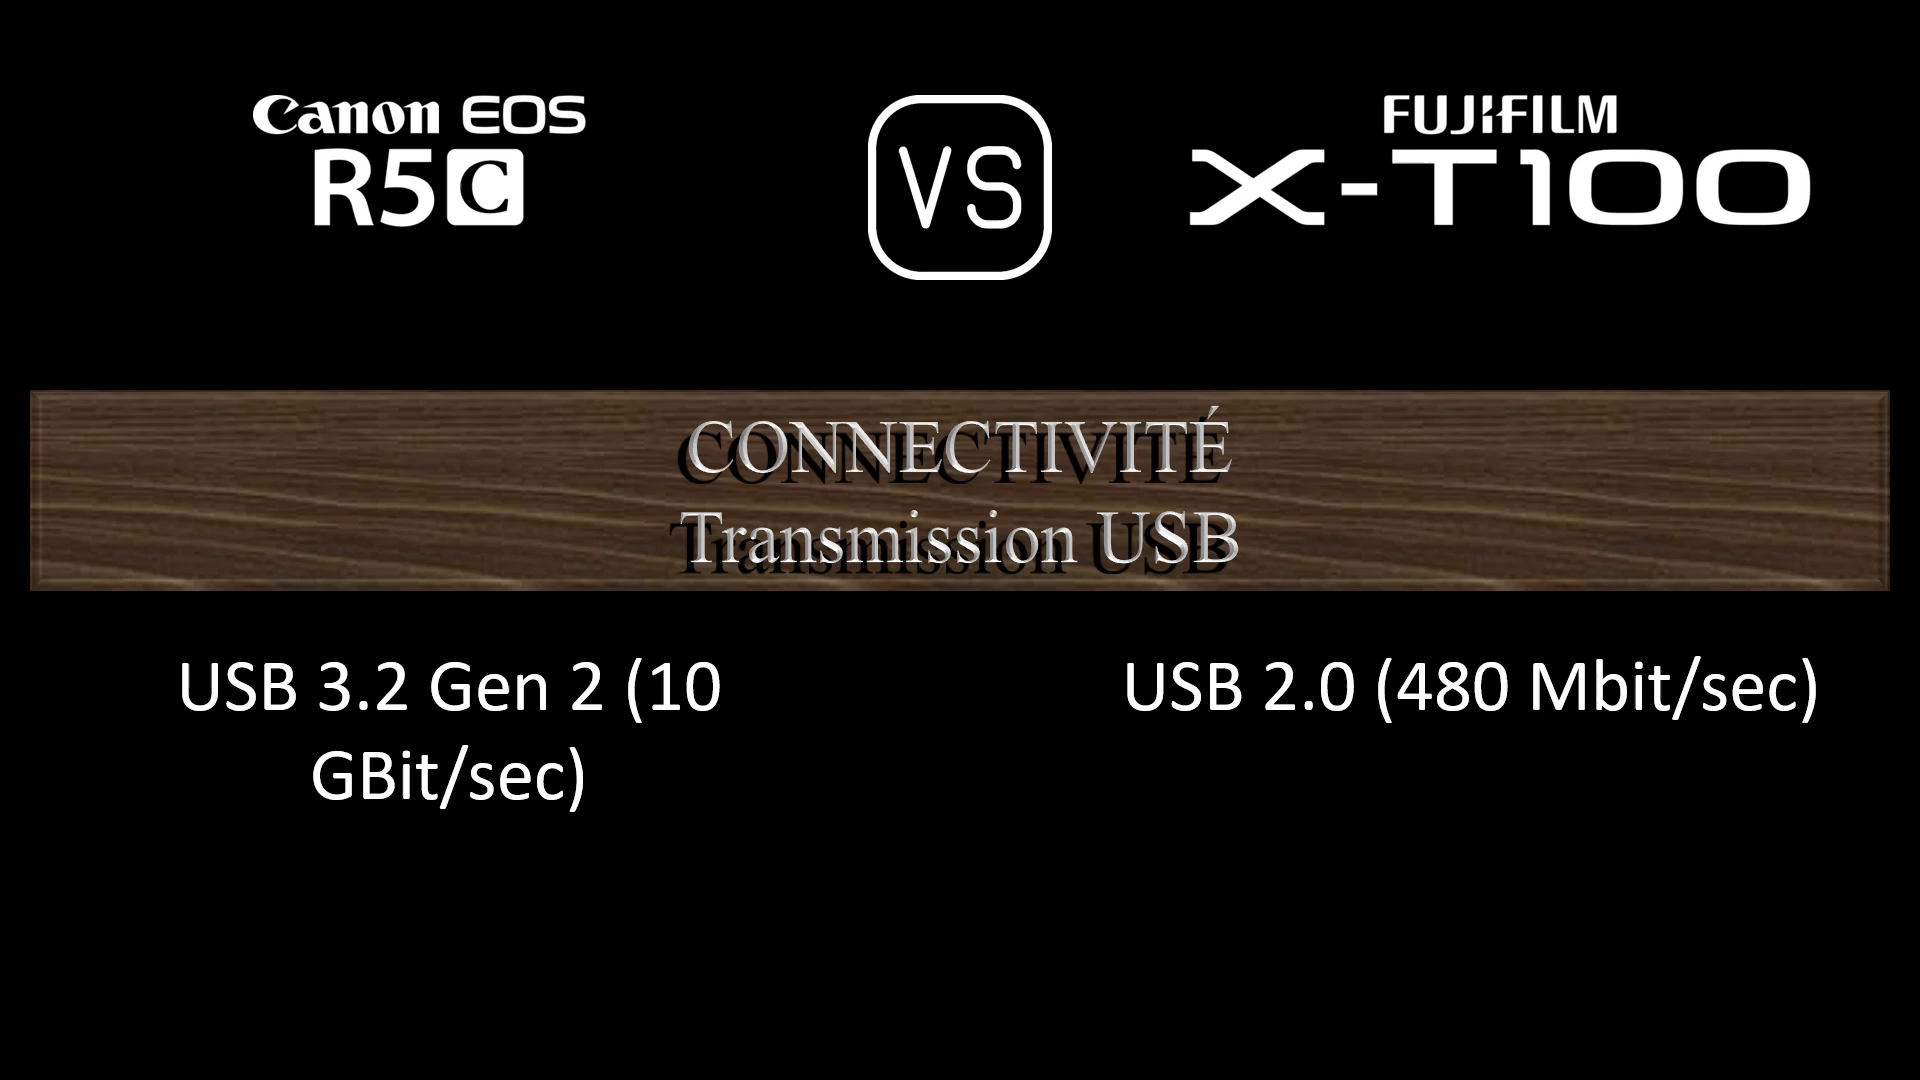 Canon EOS
R5 C
VS
FUJIFILM
X-T100
CONNECTIVITÉ
Transmission USB
USB 3.2 Gen 2 (10
GBit/sec)
USB 2.0 (480 Mbit/sec)